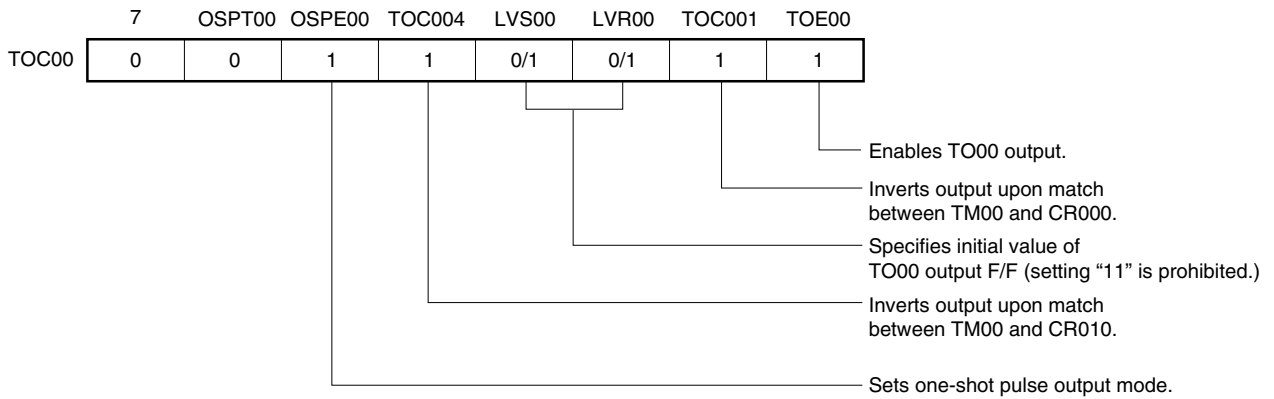 7 OSPT00 OSPE00 TOC004 LVS00 LVR00 TOC001 TOE00
TOC00 0 0 1 1 0/1 0/1 1 1
Enables TO00 output.
Inverts output upon match
between TM00 and CR000.
Specifies initial value of
TO00 output F/F (setting “11” is prohibited.)
Inverts output upon match
between TM00 and CR010.
Sets one-shot pulse output mode.